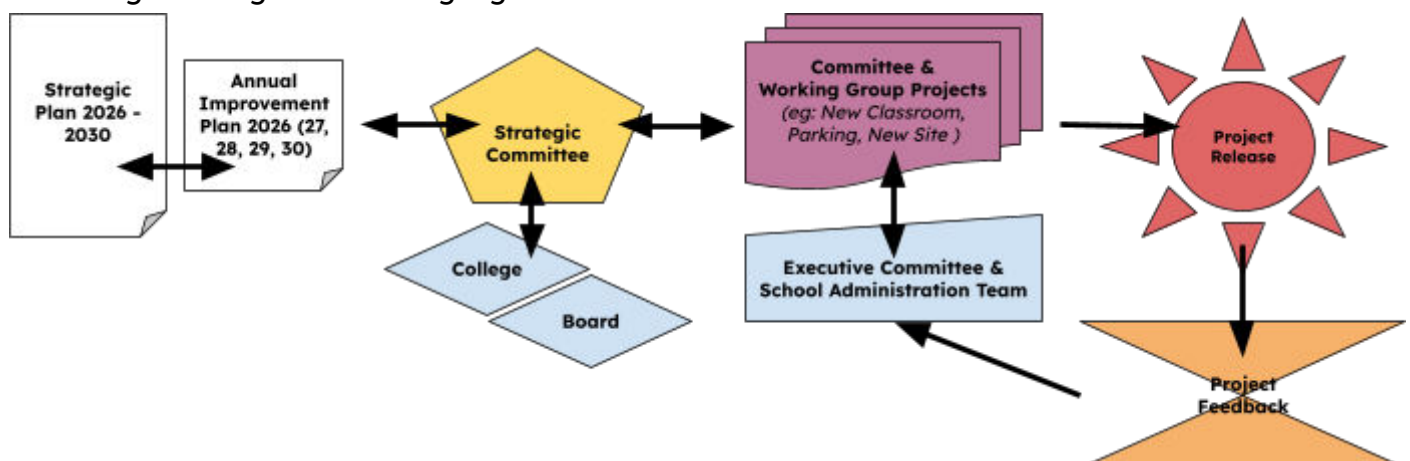 Strategic
Plan 2026 -
2030
Annual
Improvement
Plan 2026 (27,
28, 29, 30)
Strategic
Committee
College
Board
Committee &
Working Group Projects
(eg: New Classroom,
Parking, New Site )
Executive Committee &
School Administration Team
Project
Release
Project
Feedback